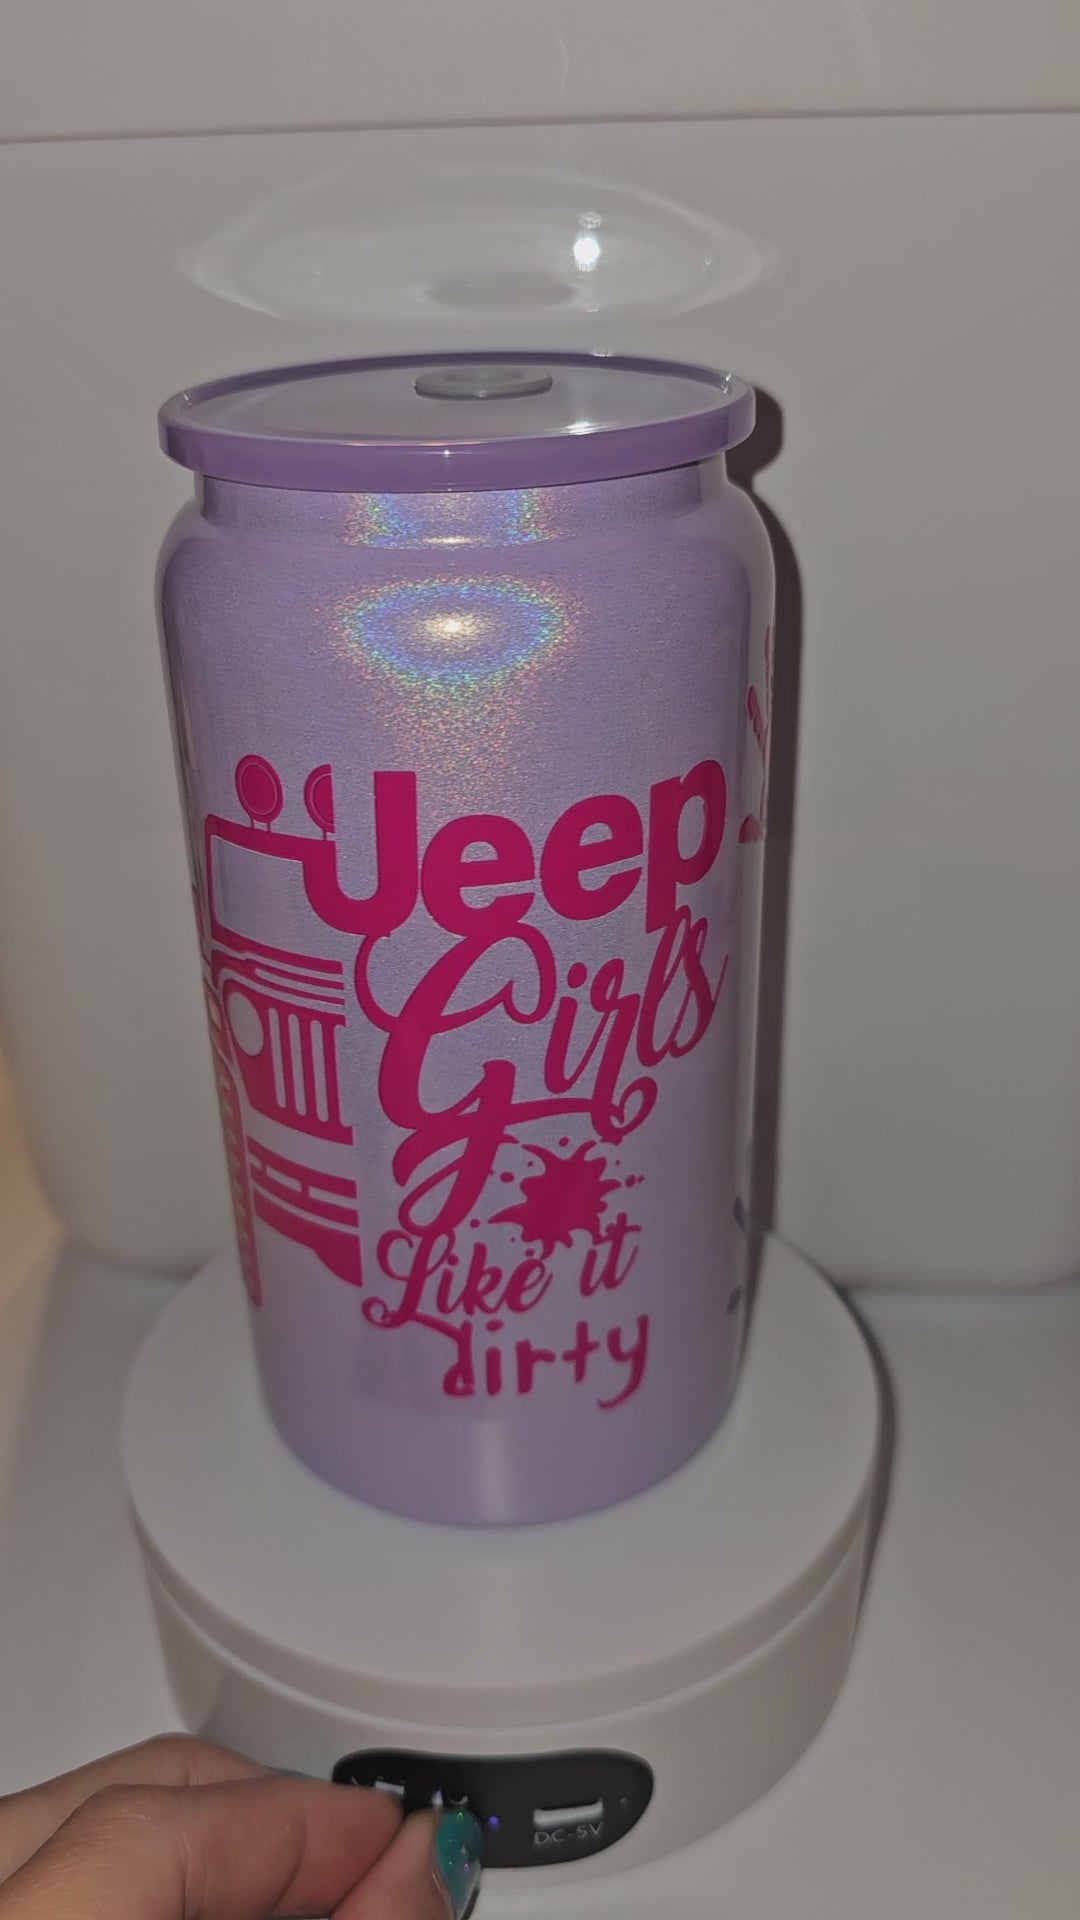 Jeep
Girls
Like it
dirty
DC-5V